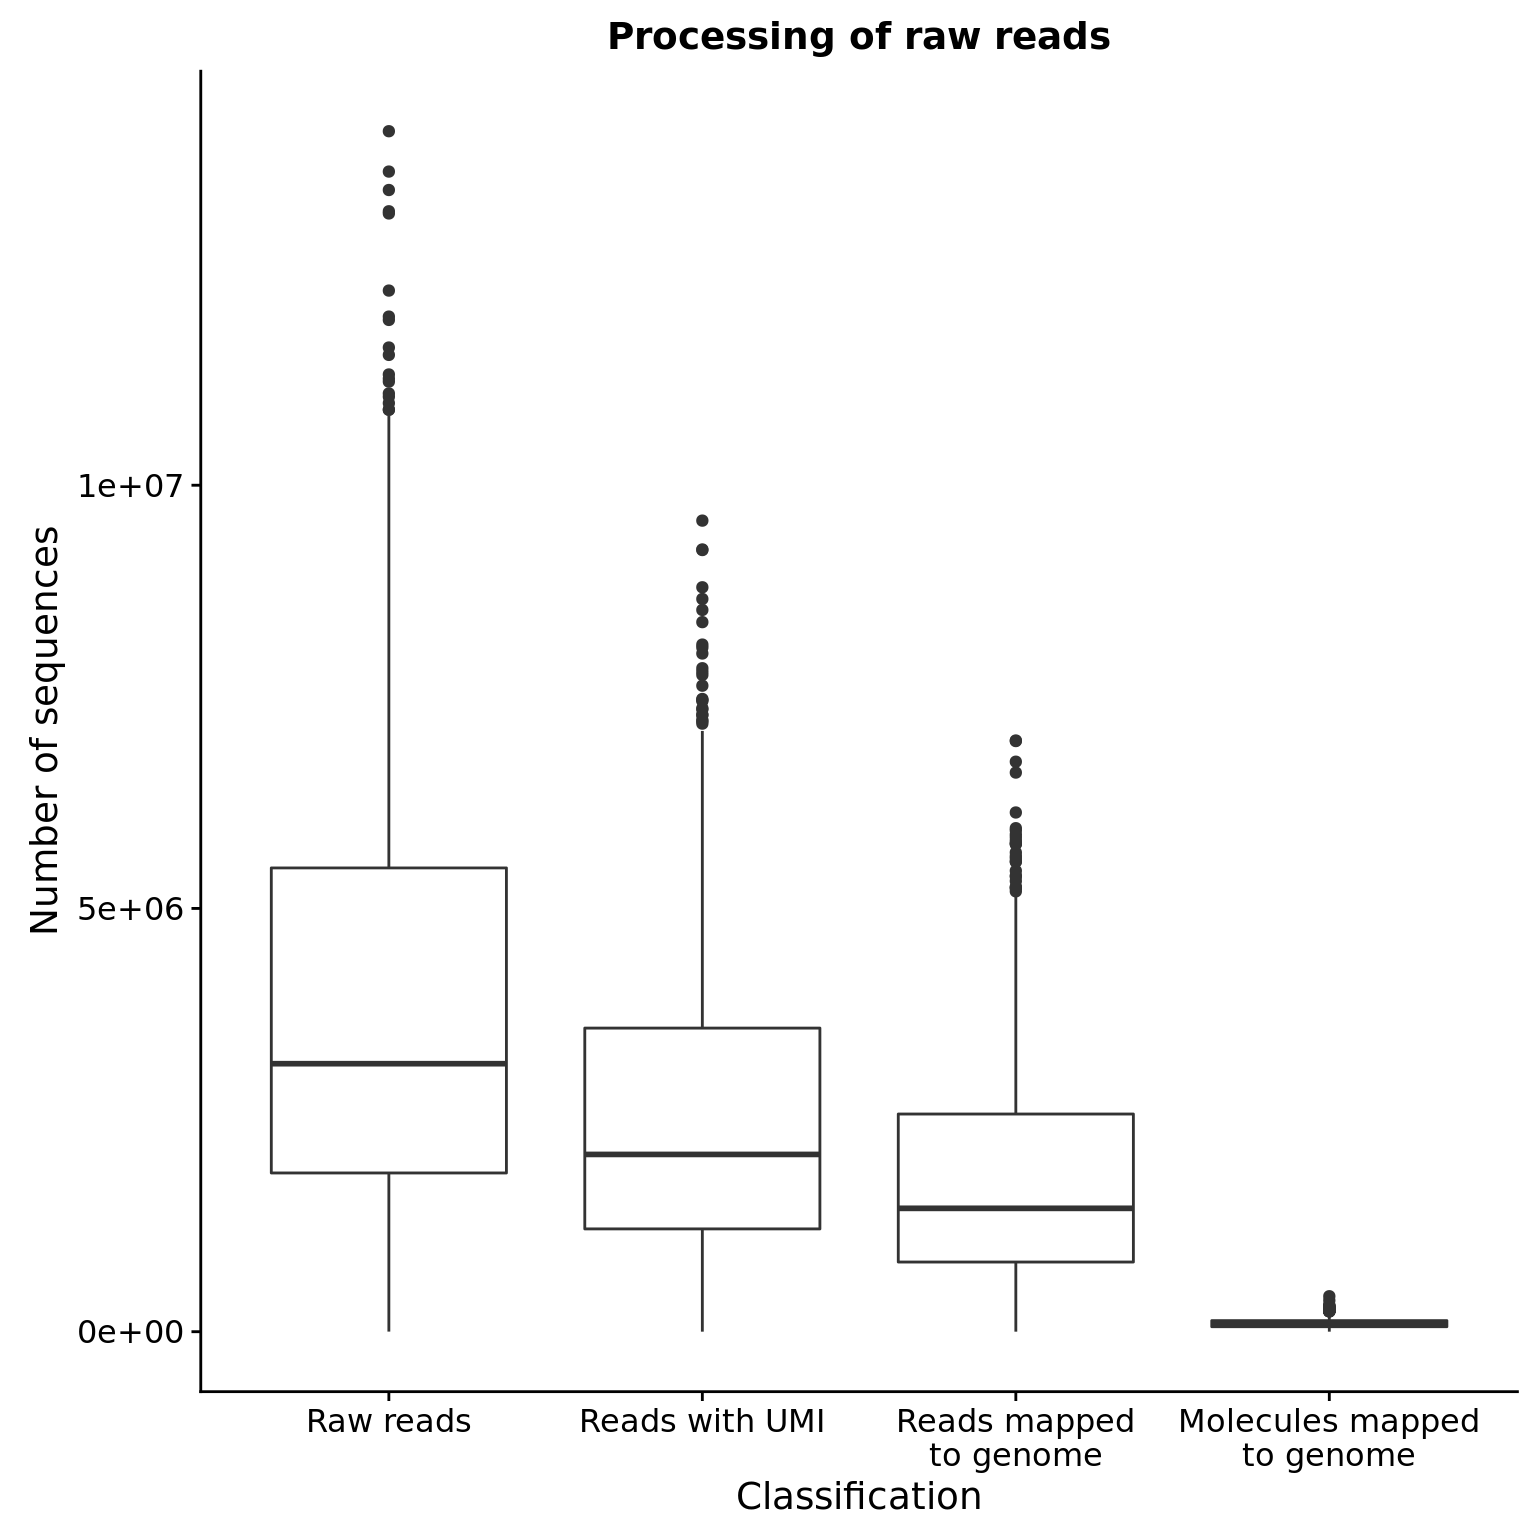 Processing of raw reads
Number of sequences
1e+07
5e+06
0e+00
Raw reads
Reads with UMI
Reads mapped
to genome
Molecules mapped
to genome
Classification